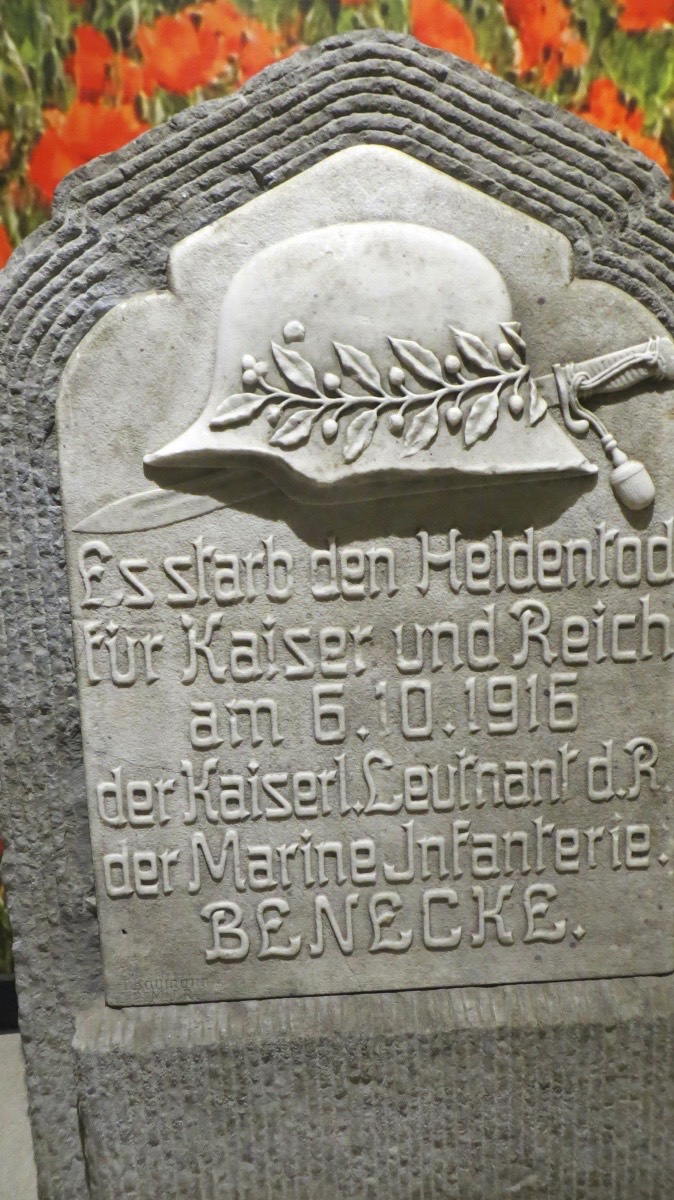 Es starb den Heldentod
für Kaiser und Reich
am 6.10.1916
der Kaiserl. Leutnant d. R.
der Marine Infanterie:
BENECKE.